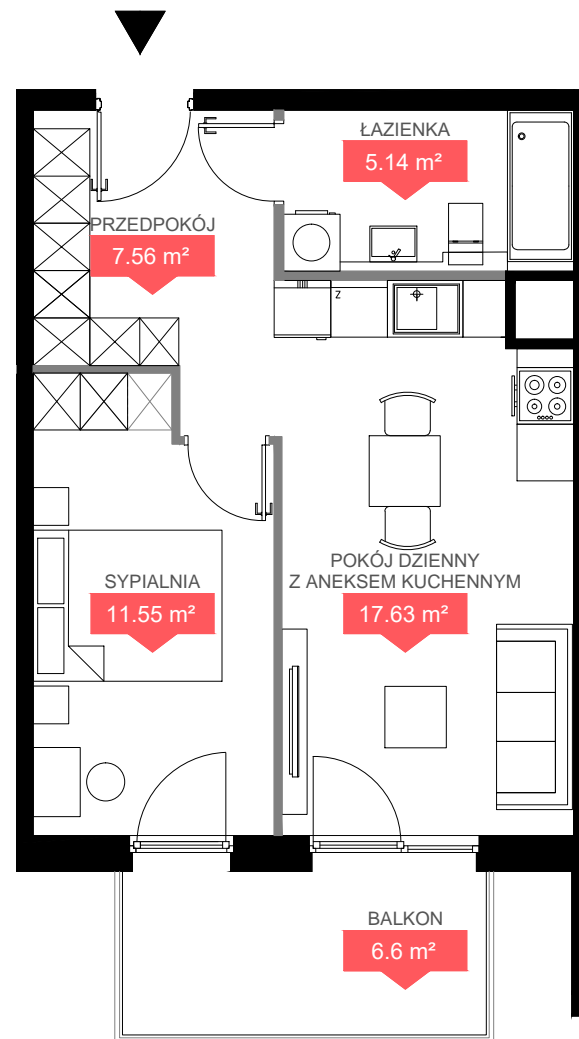 ŁAZIENKA
5.14 m²
PRZEDPOKÓJ
7.56 m²
Z
POKÓJ DZIENNY
Z ANEKSEM KUCHENNYM
17.63 m²
SYPIALNIA
11.55 m²
BALKON
6.6 m²